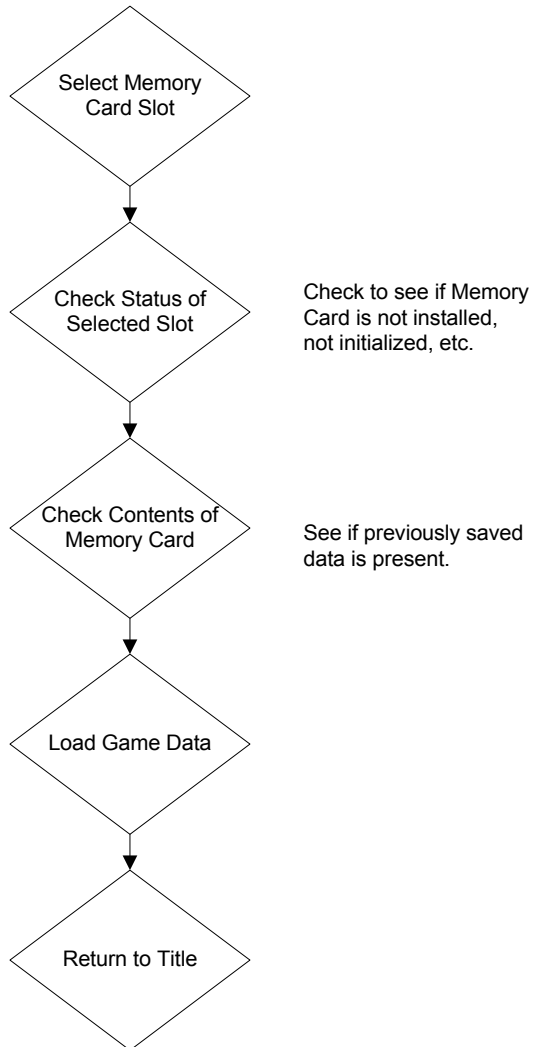 Select Memory
Card Slot
Check Status of
Selected Slot
Check to see if Memory
Card is not installed,
not initialized, etc.
Check Contents of
Memory Card
See if previously saved
data is present.
Load Game Data
Return to Title